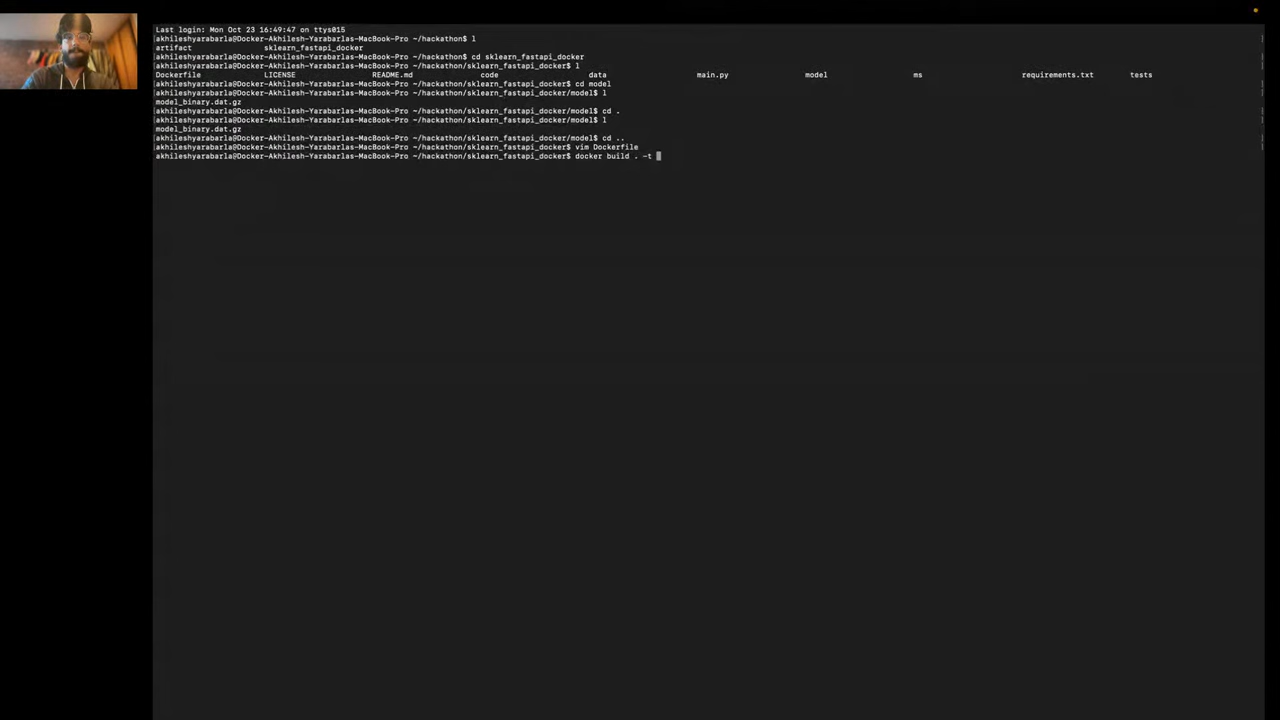 Last login: Mon Oct 23 16:49:47 on ttys015
[akhileshyarabarla@Docker-Akhilesh-Yarabarlas-MacBook-Pro ~/hackathon$ l
artifact sklearn_fastapi_docker
[akhileshyarabarla@Docker-Akhilesh-Yarabarlas-MacBook-Pro ~/hackathon$ cd sklearn_fastapi_docker
[akhileshyarabarla@Docker-Akhilesh-Yarabarlas-MacBook-Pro ~/hackathon/sklearn_fastapi_docker$ l
Dockerfile LICENSE README.md code data main.py model ms requirements.txt tests
[akhileshyarabarla@Docker-Akhilesh-Yarabarlas-MacBook-Pro ~/hackathon/sklearn_fastapi_docker$ cd model
[akhileshyarabarla@Docker-Akhilesh-Yarabarlas-MacBook-Pro ~/hackathon/sklearn_fastapi_docker/model$ l
model_binary.dat.gz
[akhileshyarabarla@Docker-Akhilesh-Yarabarlas-MacBook-Pro ~/hackathon/sklearn_fastapi_docker/model$ cd .
[akhileshyarabarla@Docker-Akhilesh-Yarabarlas-MacBook-Pro ~/hackathon/sklearn_fastapi_docker/model$ l
model_binary.dat.gz
[akhileshyarabarla@Docker-Akhilesh-Yarabarlas-MacBook-Pro ~/hackathon/sklearn_fastapi_docker/model$ cd ..
[akhileshyarabarla@Docker-Akhilesh-Yarabarlas-MacBook-Pro ~/hackathon/sklearn_fastapi_docker$ vim Dockerfile
akhileshyarabarla@Docker-Akhilesh-Yarabarlas-MacBook-Pro ~/hackathon/sklearn_fastapi_docker$ docker build . -t